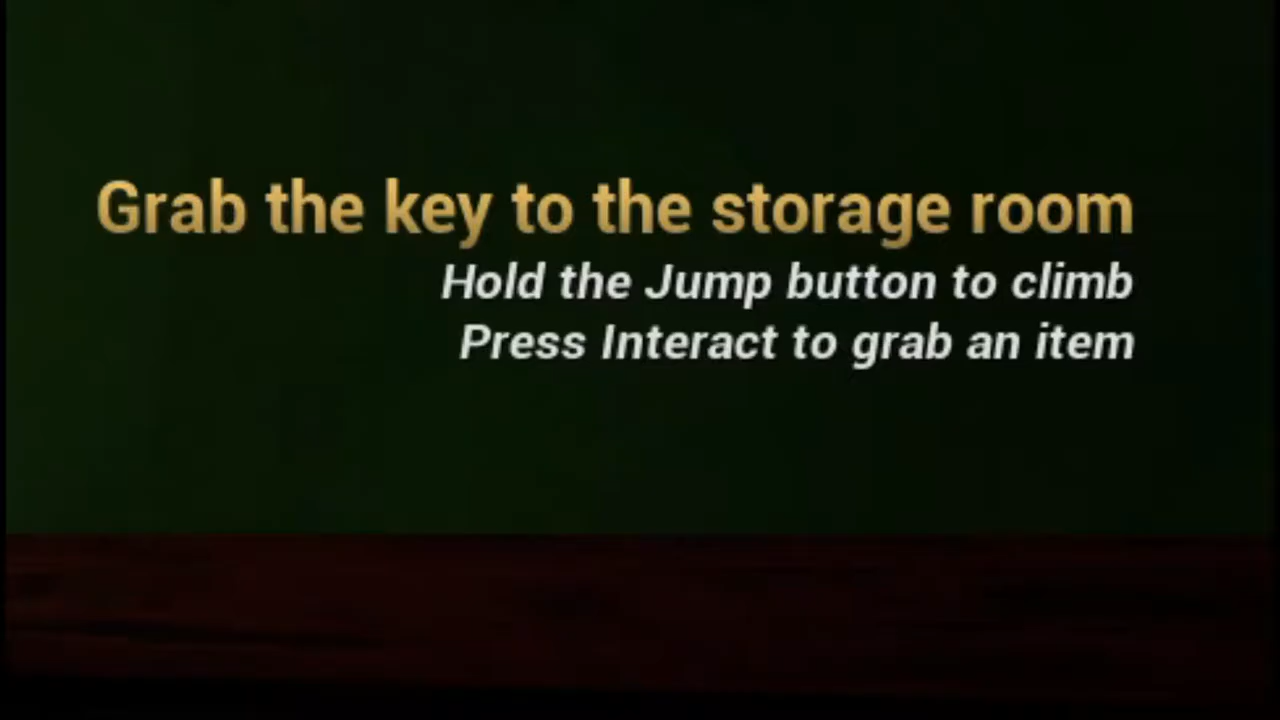 Grab the key to the storage room
Hold the Jump button to climb
Press Interact to grab an item